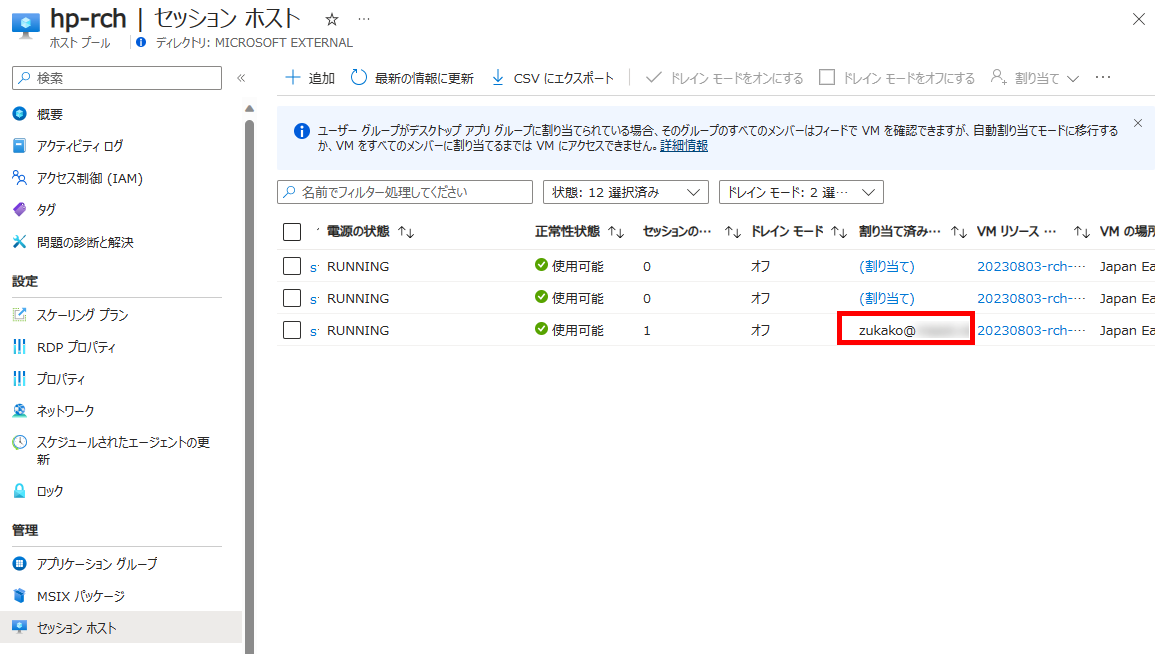 hp-rch | セッション ホスト ☆ …
ホスト プール ディレクトリ: MICROSOFT EXTERNAL
検索
概要
アクティビティ ログ
アクセス制御 (IAM)
タグ
問題の診断と解決
設定
スケーリング プラン
RDP プロパティ
プロパティ
ネットワーク
スケジュールされたエージェントの更
新
ロック
管理
アプリケーション グループ
MSIX パッケージ
セッション ホスト
追加 最新の情報に更新 CSV にエクスポート ドレイン モードをオンにする ドレイン モードをオフにする 割り当て …
ユーザー グループがデスクトップ アプリ グループに割り当てられている場合、そのグループのすべてのメンバーはフィードで VM を確認できますが、自動割り当てモードに移行する
か、VM をすべてのメンバーに割り当てるまでは VM にアクセスできません。詳細情報
名前でフィルター処理してください 状態: 12 選択済み ドレイン モード: 2 選…
電源の状態 ↑↓ 正常性状態 ↑↓ セッションの… ↑↓ ドレイン モード ↑↓ 割り当て済み… ↑↓ VM リソース … ↑↓ VM の場所
s RUNNING 使用可能 0 オフ (割り当て) 20230803-rch-… Japan Ea
s RUNNING 使用可能 0 オフ (割り当て) 20230803-rch-… Japan Ea
s RUNNING 使用可能 1 オフ zukako@ 20230803-rch-… Japan Ea